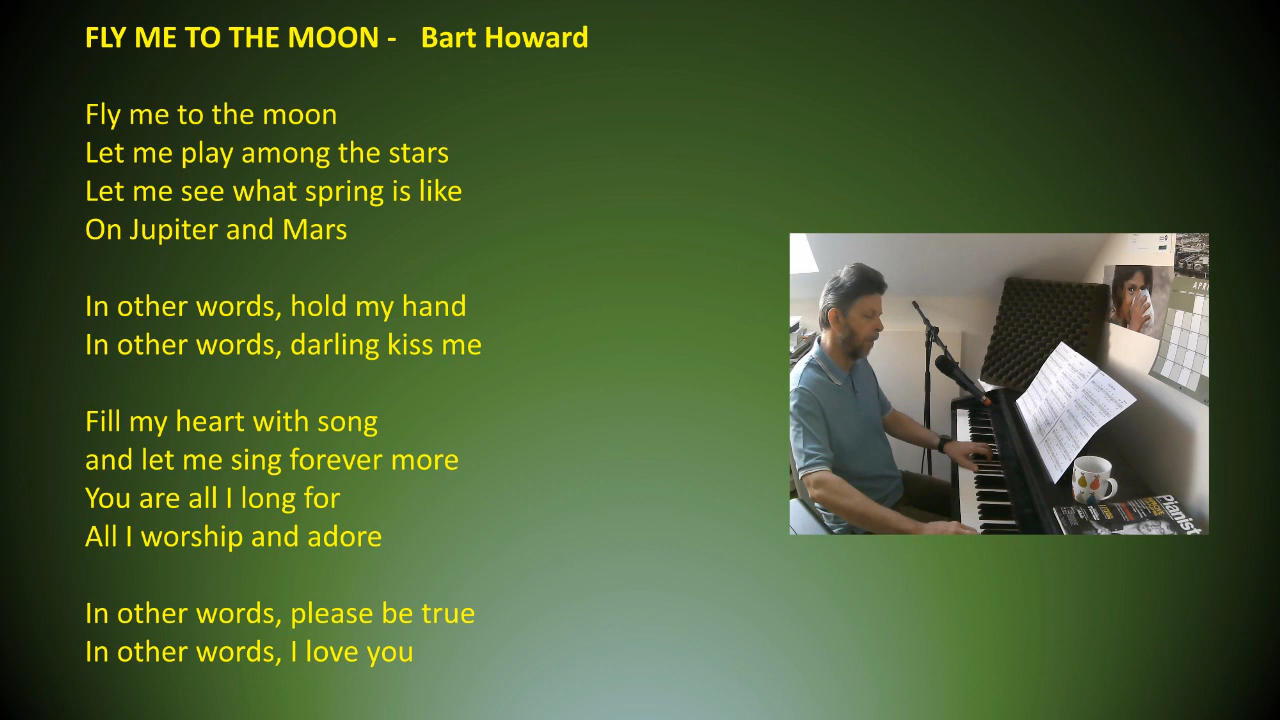 FLY ME TO THE MOON - Bart Howard
Fly me to the moon
Let me play among the stars
Let me see what spring is like
On Jupiter and Mars
In other words, hold my hand
In other words, darling kiss me
Fill my heart with song
and let me sing forever more
You are all I long for
All I worship and adore
In other words, please be true
In other words, I love you
APRI
Pianist